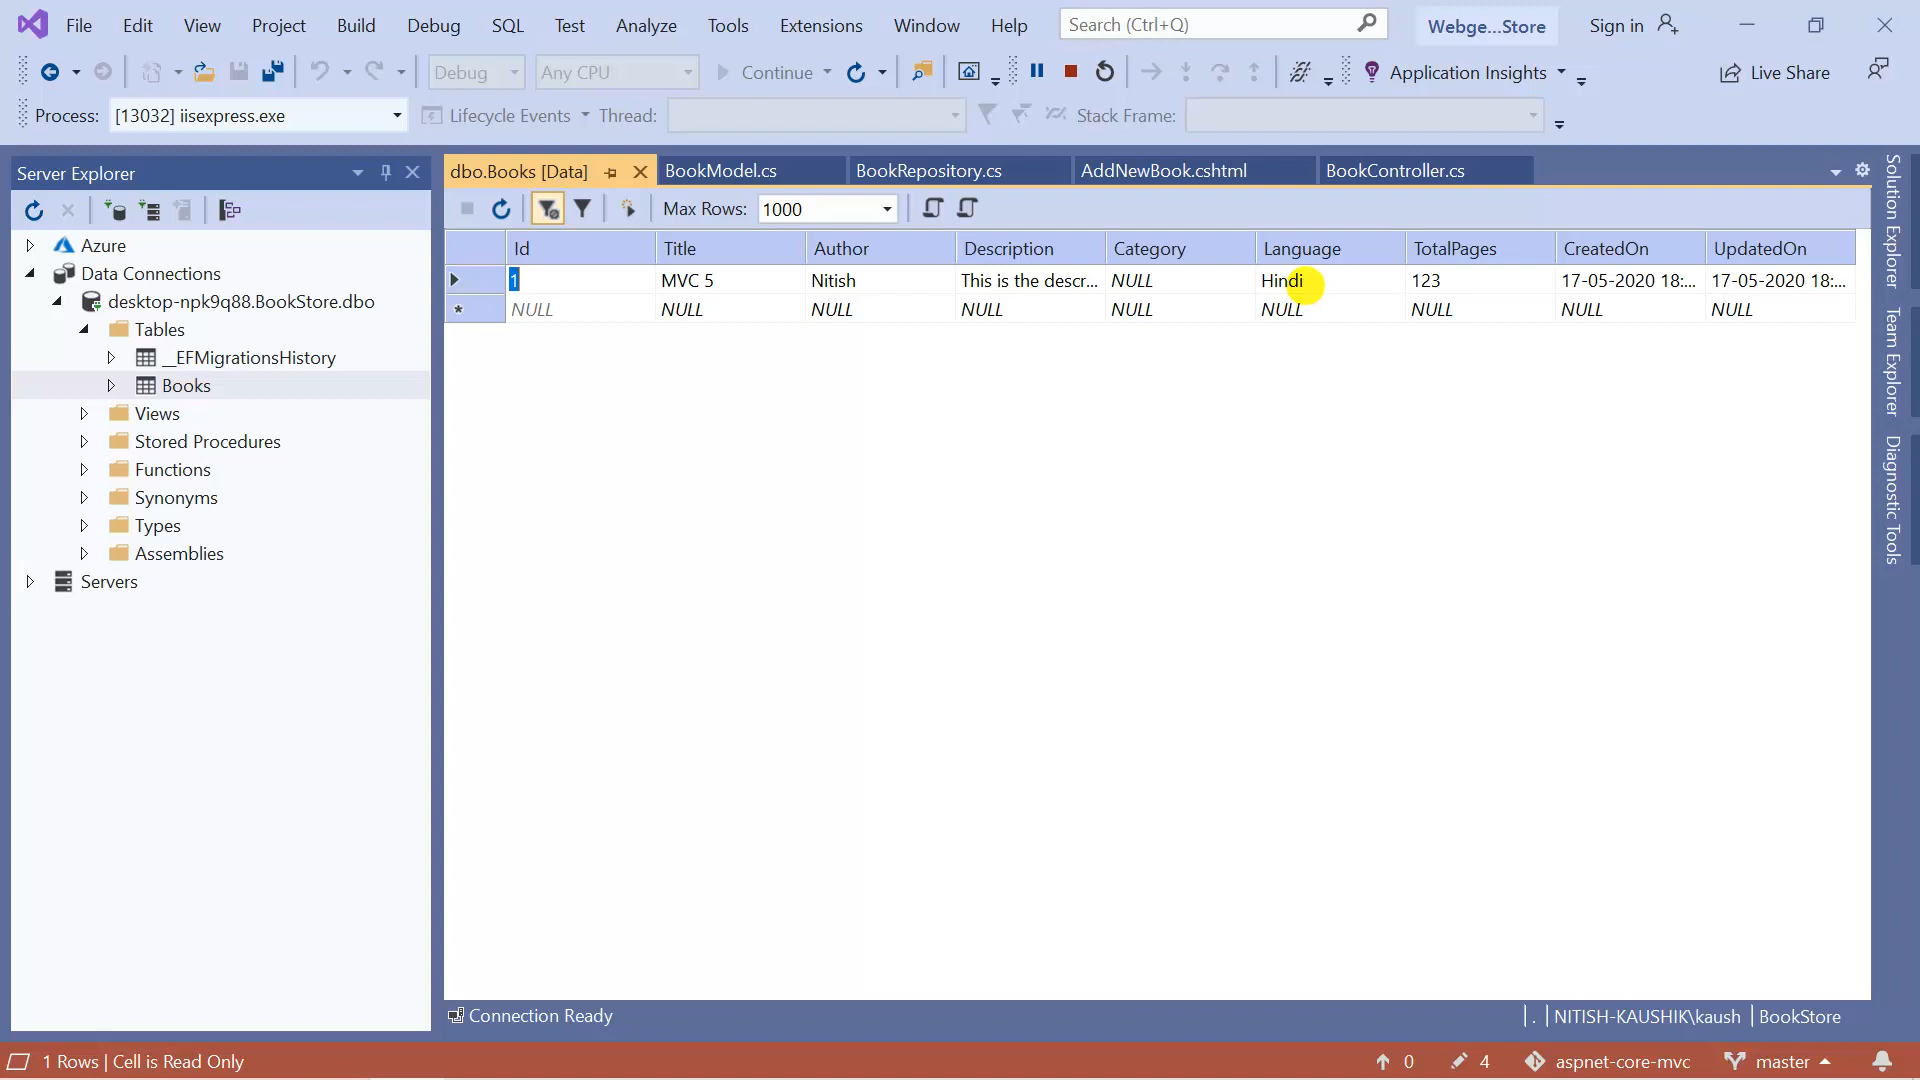 File Edit View Project Build Debug SQL Test Analyze Tools Extensions Window Help Search (Ctrl+Q) Webge...Store Sign in
Debug Any CPU Continue Application Insights Live Share
Process: [13032] iisexpress.exe Lifecycle Events Thread: Stack Frame:
Server Explorer
Azure
Data Connections
desktop-npk9q88.BookStore.dbo
Tables
__EFMigrationsHistory
Books
Views
Stored Procedures
Functions
Synonyms
Types
Assemblies
Servers
dbo.Books [Data] BookModel.cs BookRepository.cs AddNewBook.cshtml BookController.cs
Max Rows: 1000
Id Title Author Description Category Language TotalPages CreatedOn UpdatedOn
1 MVC 5 Nitish This is the descr... NULL Hindi 123 17-05-2020 18:... 17-05-2020 18:...
NULL NULL NULL NULL NULL NULL NULL NULL NULL
Solution Explorer
Team Explorer
Diagnostic Tools
Connection Ready | . | NITISH-KAUSHIK\kaush | BookStore
1 Rows | Cell is Read Only 0 4 aspnet-core-mvc master